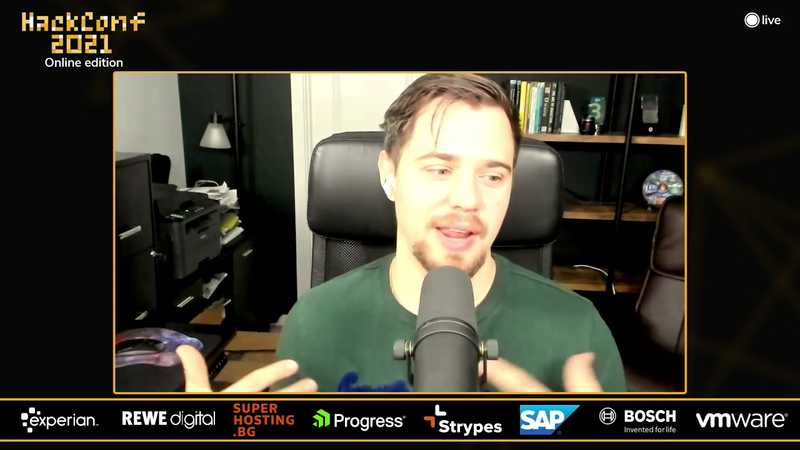 HackConf
2021
Online edition
live
experian.
REWE digital
SUPER
HOSTING
.BG
Progress
Strypes
SAP
BOSCH
Invented for life
vmware